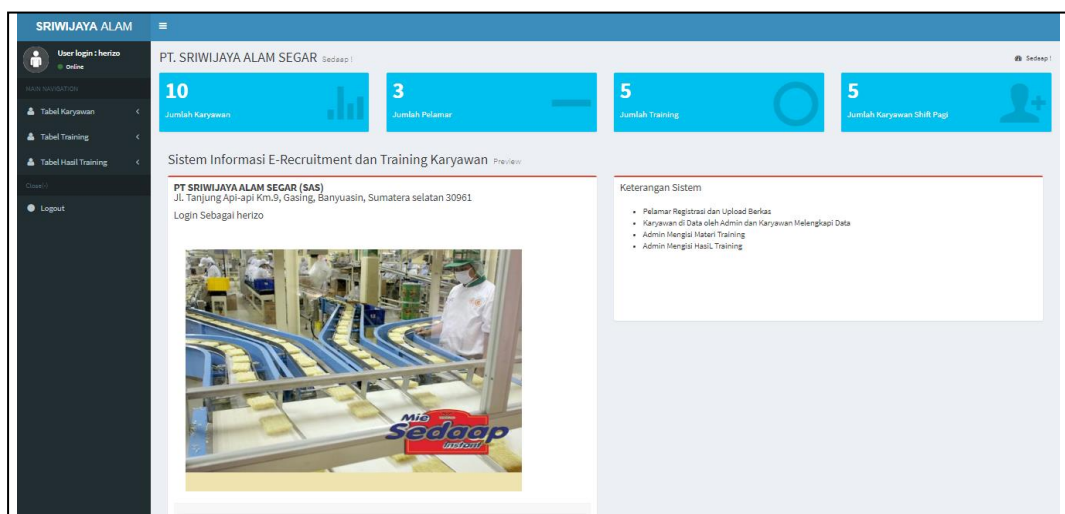 SRIWIJAYA ALAM
User login : herizo
Online
MAIN NAVIGATION
Tabel Karyawan
Tabel Training
Tabel Hasil Training
Close(-)
Logout
PT. SRIWIJAYA ALAM SEGAR Sedaap !
Sedaap !
10
Jumlah Karyawan
3
Jumlah Pelamar
5
Jumlah Training
5
Jumlah Karyawan Shift Pagi
Sistem Informasi E-Recruitment dan Training Karyawan Preview
PT SRIWIJAYA ALAM SEGAR (SAS)
Jl. Tanjung Api-api Km.9, Gasing, Banyuasin, Sumatera selatan 30961
Login Sebagai herizo
Mie
Sedaap
Instant
Keterangan Sistem
Pelamar Registrasi dan Upload Berkas
Karyawan di Data oleh Admin dan Karyawan Melengkapi Data
Admin Mengisi Materi Training
Admin Mengisi HasiL Training